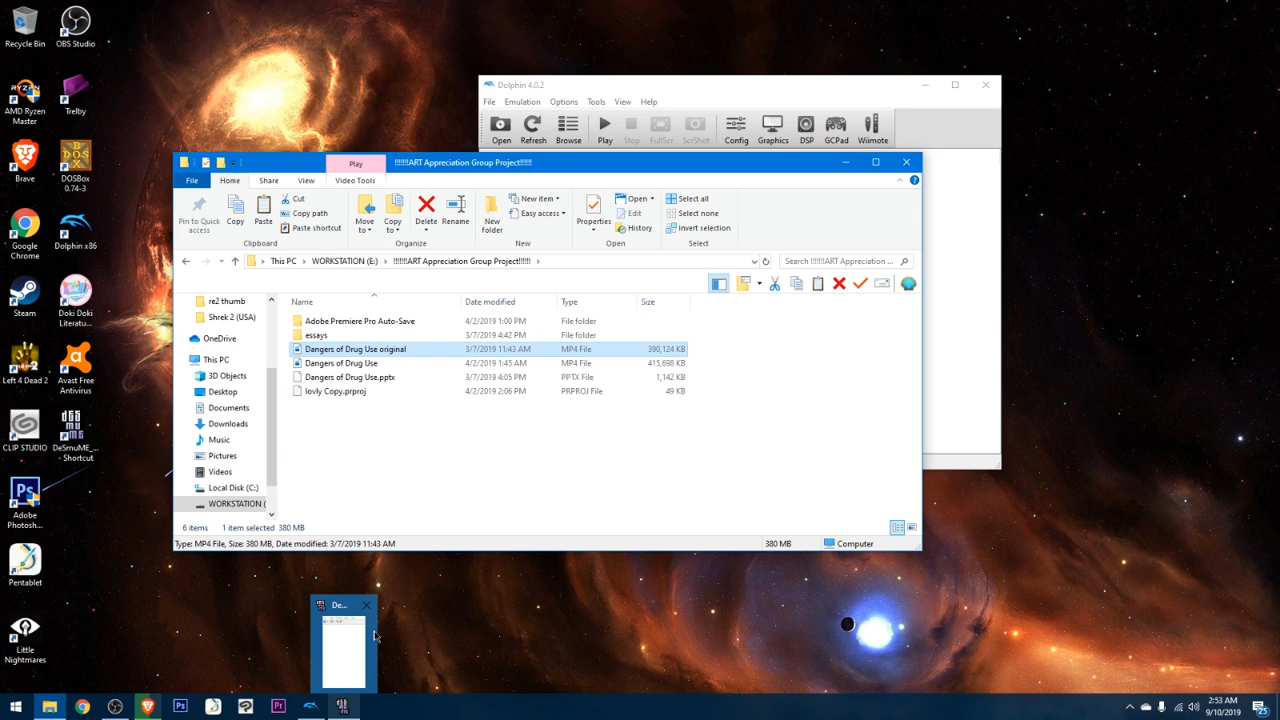 Recycle Bin
OBS Studio
AMD Ryzen
Master
Trelby
Brave
DOSBox
0.74-3
Google
Chrome
Dolphin x86
Steam
Doki Doki
Literatu...
Left 4 Dead 2
Avast Free
Antivirus
CLIP STUDIO
DeSmuME_...
- Shortcut
Adobe
Photosh...
Pentablet
Little
Nightmares
Dolphin 4.0.2
File Emulation Options Tools View Help
Open Refresh Browse Play Stop FullScr ScrShot Config Graphics DSP GCPad Wiimote
Play !!!!!!!ART Appreciation Group Project!!!!!!
File Home Share View Video Tools
Pin to Quick
access
Copy
Paste
Cut
Copy path
Paste shortcut
Clipboard
Move
to
Copy
to
Delete
Rename
Organize
New
folder
New item
Easy access
New
Properties
Open
Edit
History
Open
Select all
Select none
Invert selection
Select
This PC WORKSTATION (E:) !!!!!!!ART Appreciation Group Project!!!!!!
Search !!!!!!!ART Appreciation ...
re2 thumb
Shrek 2 (USA)
OneDrive
This PC
3D Objects
Desktop
Documents
Downloads
Music
Pictures
Videos
Local Disk (C:)
WORKSTATION (
Name Date modified Type Size
Adobe Premiere Pro Auto-Save 4/2/2019 1:00 PM File folder
essays 3/7/2019 4:42 PM File folder
Dangers of Drug Use original 3/7/2019 11:43 AM MP4 File 390,124 KB
Dangers of Drug Use 4/2/2019 1:45 AM MP4 File 415,698 KB
Dangers of Drug Use.pptx 3/7/2019 4:05 PM PPTX File 1,142 KB
lovly Copy.prproj 4/2/2019 2:06 PM PRPROJ File 49 KB
6 items 1 item selected 380 MB
Type: MP4 File, Size: 380 MB, Date modified: 3/7/2019 11:43 AM 380 MB Computer
De...
2:53 AM
9/10/2019
25